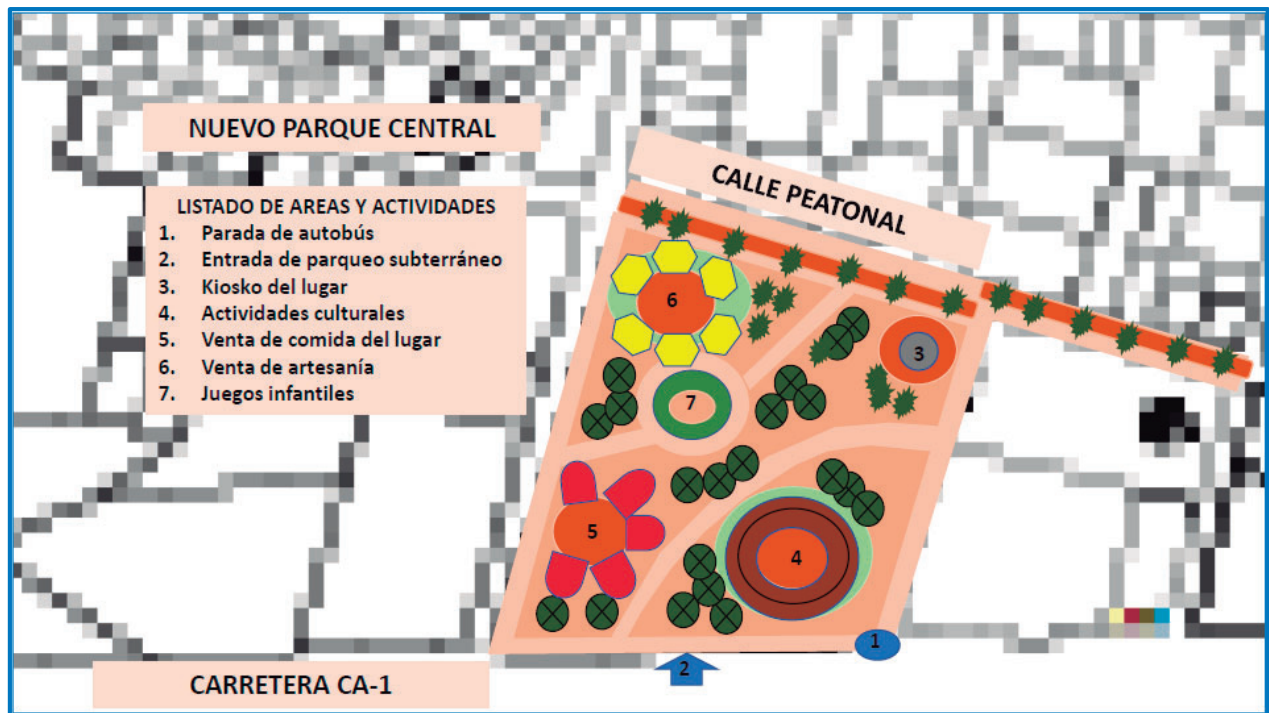 NUEVO PARQUE CENTRAL
LISTADO DE AREAS Y ACTIVIDADES
1. Parada de autobús
2. Entrada de parqueo subterráneo
3. Kiosko del lugar
4. Actividades culturales
5. Venta de comida del lugar
6. Venta de artesanía
7. Juegos infantiles
CALLE PEATONAL
6
3
7
5
4
1
2
CARRETERA CA-1